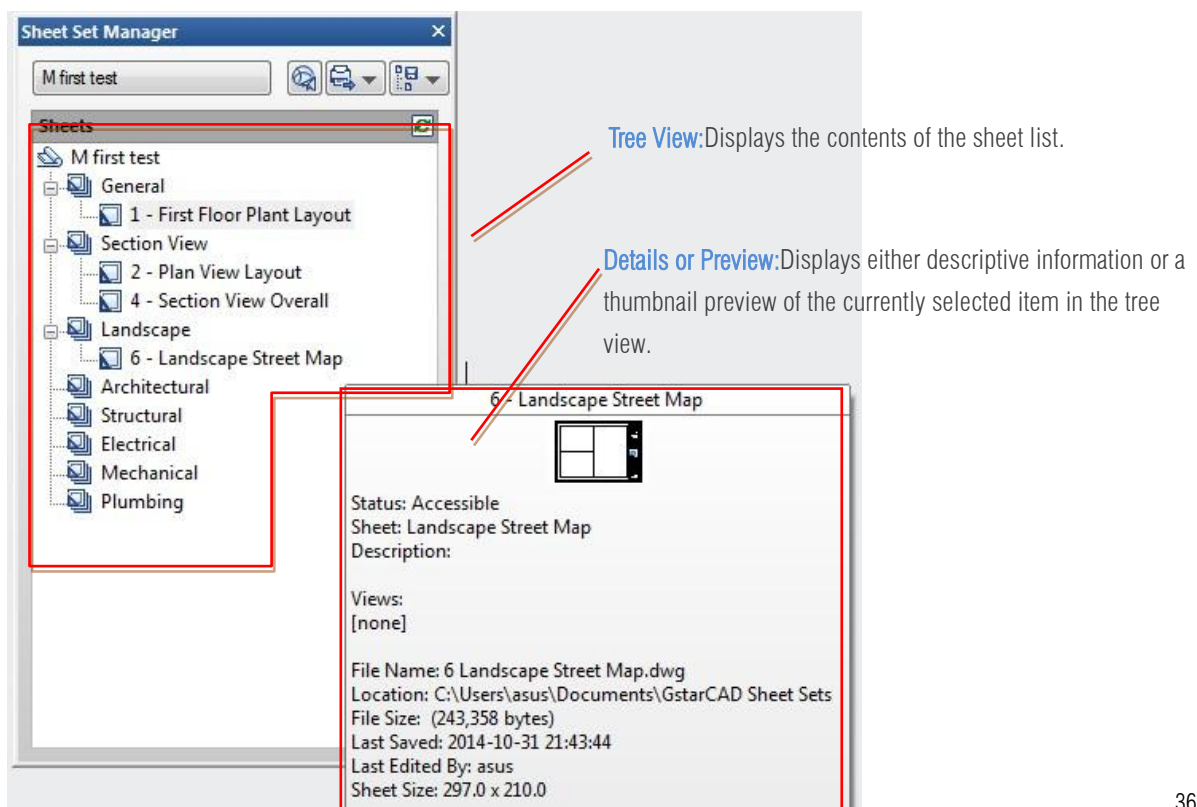 Sheet Set Manager
M first test
Sheets
M first test
General
1 - First Floor Plant Layout
Section View
2 - Plan View Layout
4 - Section View Overall
Landscape
6 - Landscape Street Map
Architectural
Structural
Electrical
Mechanical
Plumbing
Tree View:Displays the contents of the sheet list.
Details or Preview:Displays either descriptive information or a
thumbnail preview of the currently selected item in the tree
view.
6 - Landscape Street Map
Status: Accessible
Sheet: Landscape Street Map
Description:
Views:
[none]
File Name: 6 Landscape Street Map.dwg
Location: C:\Users\asus\Documents\GstarCAD Sheet Sets
File Size: (243,358 bytes)
Last Saved: 2014-10-31 21:43:44
Last Edited By: asus
Sheet Size: 297.0 x 210.0
36